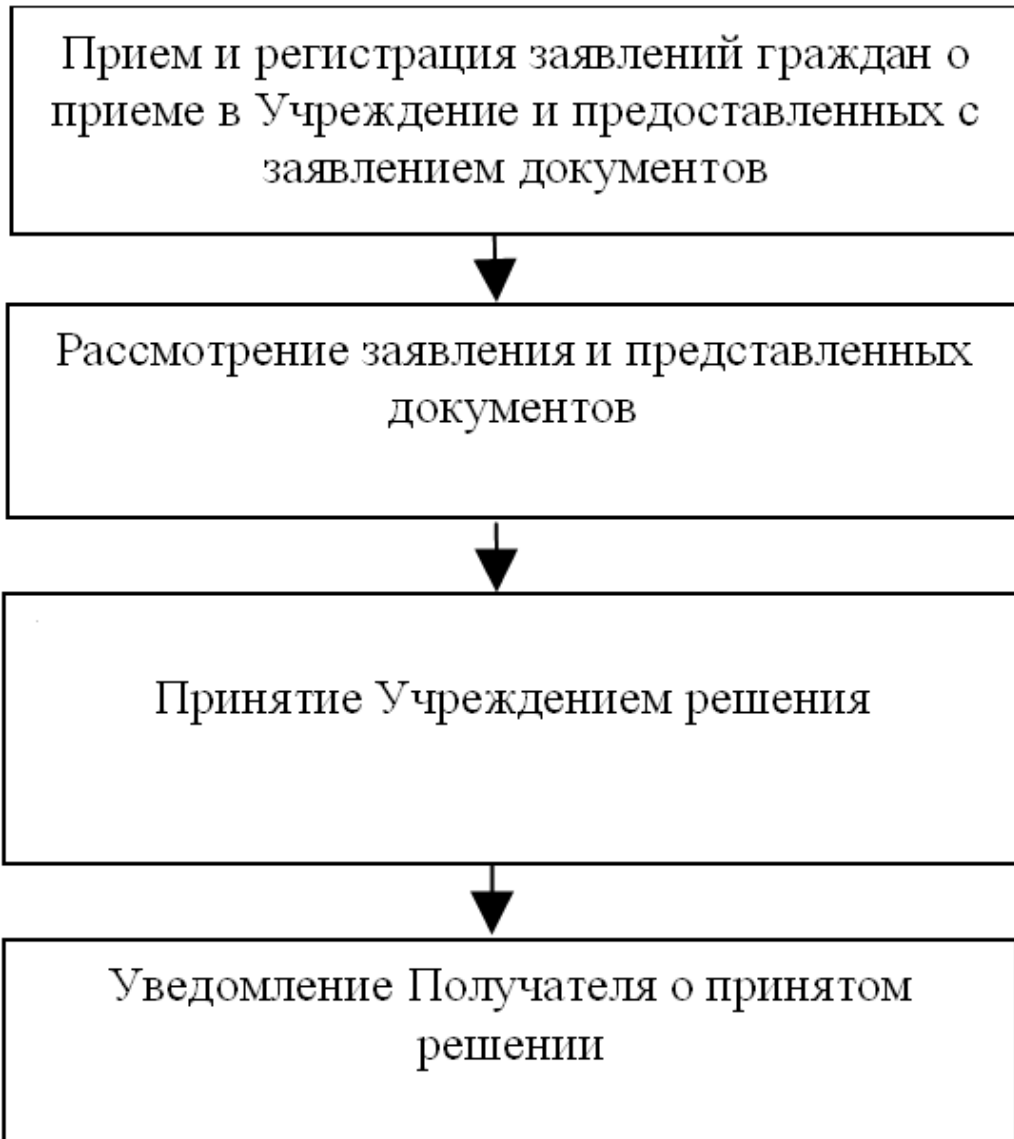 Прием и регистрация заявлений граждан о
приеме в Учреждение и предоставленных с
заявлением документов
Рассмотрение заявления и представленных
документов
Принятие Учреждением решения
Уведомление Получателя о принятом
решении